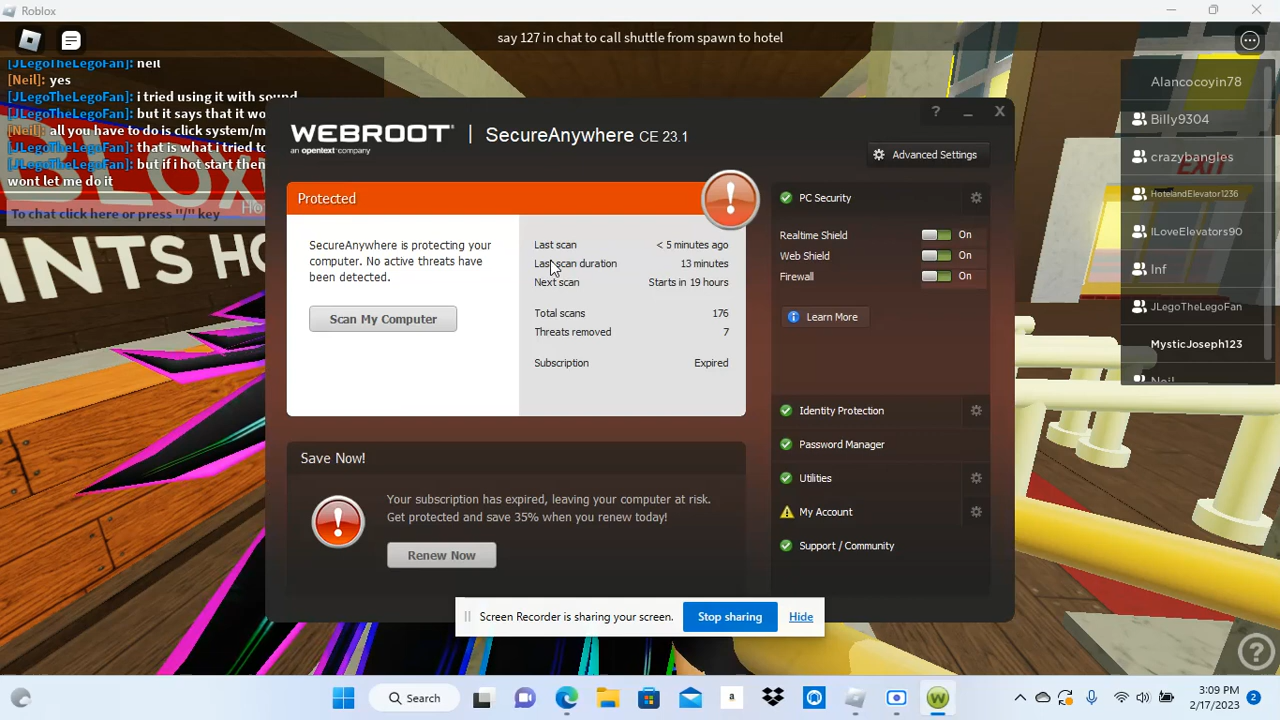 Roblox
say 127 in chat to call shuttle from spawn to hotel
[JLegoTheLegoFan]: neil
[Neil]: yes
[JLegoTheLegoFan]: i tried using it with sound
[JLegoTheLegoFan]: but it says that it wo
[Neil]: all you have to do is click system/m
[JLegoTheLegoFan]: that is what i tried to
[JLegoTheLegoFan]: but if i hot start then
wont let me do it
To chat click here or press "/" key
BLOX
HO
INTS HO
EXIT
Alancocoyin78
Billy9304
crazybangles
HotelandElevator1236
ILoveElevators90
Inf
JLegoTheLegoFan
MysticJoseph123
Neil
?
WEBROOT
an opentext company
SecureAnywhere CE 23.1
Advanced Settings
Protected
SecureAnywhere is protecting your
computer. No active threats have
been detected.
Scan My Computer
Last scan < 5 minutes ago
Last scan duration 13 minutes
Next scan Starts in 19 hours
Total scans 176
Threats removed 7
Subscription Expired
Save Now!
Your subscription has expired, leaving your computer at risk.
Get protected and save 35% when you renew today!
Renew Now
PC Security
Realtime Shield On
Web Shield On
Firewall On
Learn More
Identity Protection
Password Manager
Utilities
My Account
Support / Community
Screen Recorder is sharing your screen. Stop sharing Hide
?
Search
a
3:09 PM
2/17/2023
2